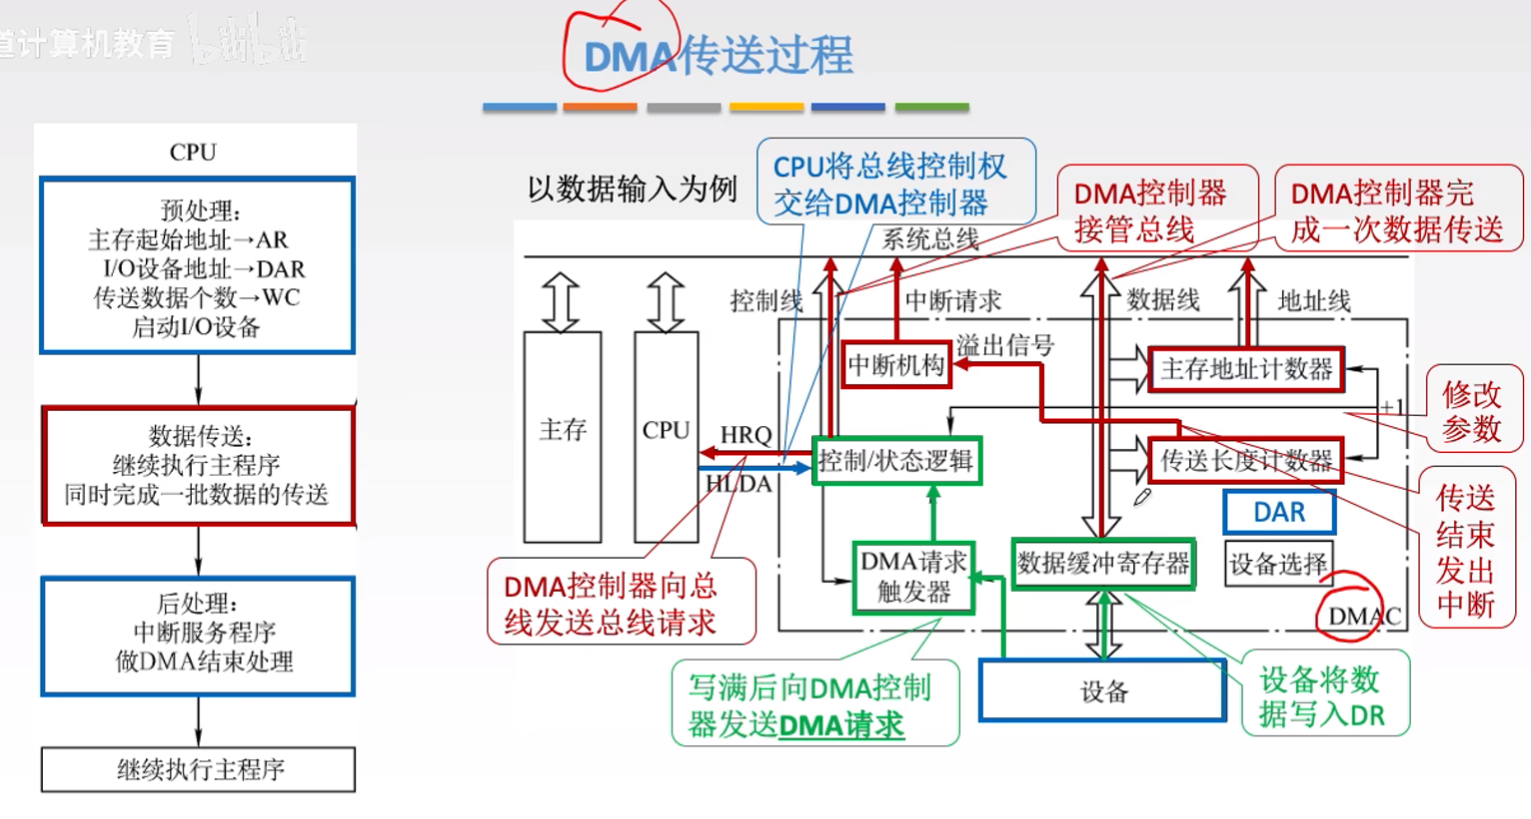 道计算机教育 bilibili
DMA传送过程
CPU
预处理：
主存起始地址→AR
I/O设备地址→DAR
传送数据个数→WC
启动I/O设备
数据传送：
继续执行主程序
同时完成一批数据的传送
后处理：
中断服务程序
做DMA结束处理
继续执行主程序
以数据输入为例
CPU将总线控制权
交给DMA控制器
DMA控制器
接管总线
DMA控制器完
成一次数据传送
系统总线
控制线
中断请求
数据线
地址线
中断机构
溢出信号
主存地址计数器
+1
修改
参数
主存
CPU
HRQ
HLDA
控制/状态逻辑
传送长度计数器
DAR
传送
结束
发出
中断
DMA请求
触发器
数据缓冲寄存器
设备选择
DMAC
DMA控制器向总
线发送总线请求
写满后向DMA控制
器发送DMA请求
设备
设备将数
据写入DR